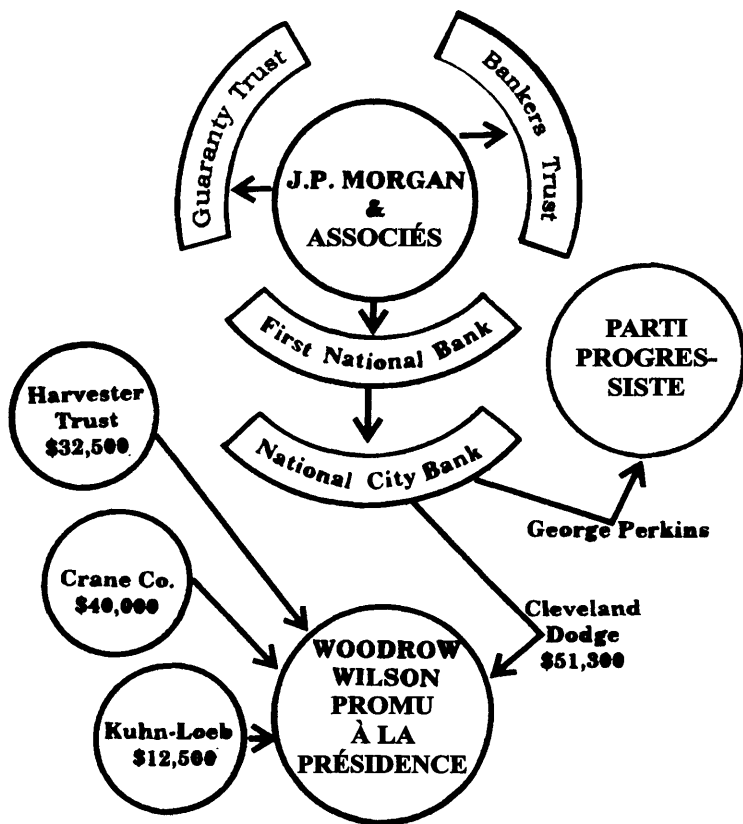 Guaranty Trust
Bankers Trust
J.P. MORGAN
&
ASSOCIÉS
First National Bank
PARTI
PROGRES-
SISTE
Harvester
Trust
$32,500
National City Bank
George Perkins
Crane Co.
$40,000
Cleveland
Dodge
$51,300
WOODROW
WILSON
PROMU
À LA
PRÉSIDENCE
Kuhn-Loeb
$12,500